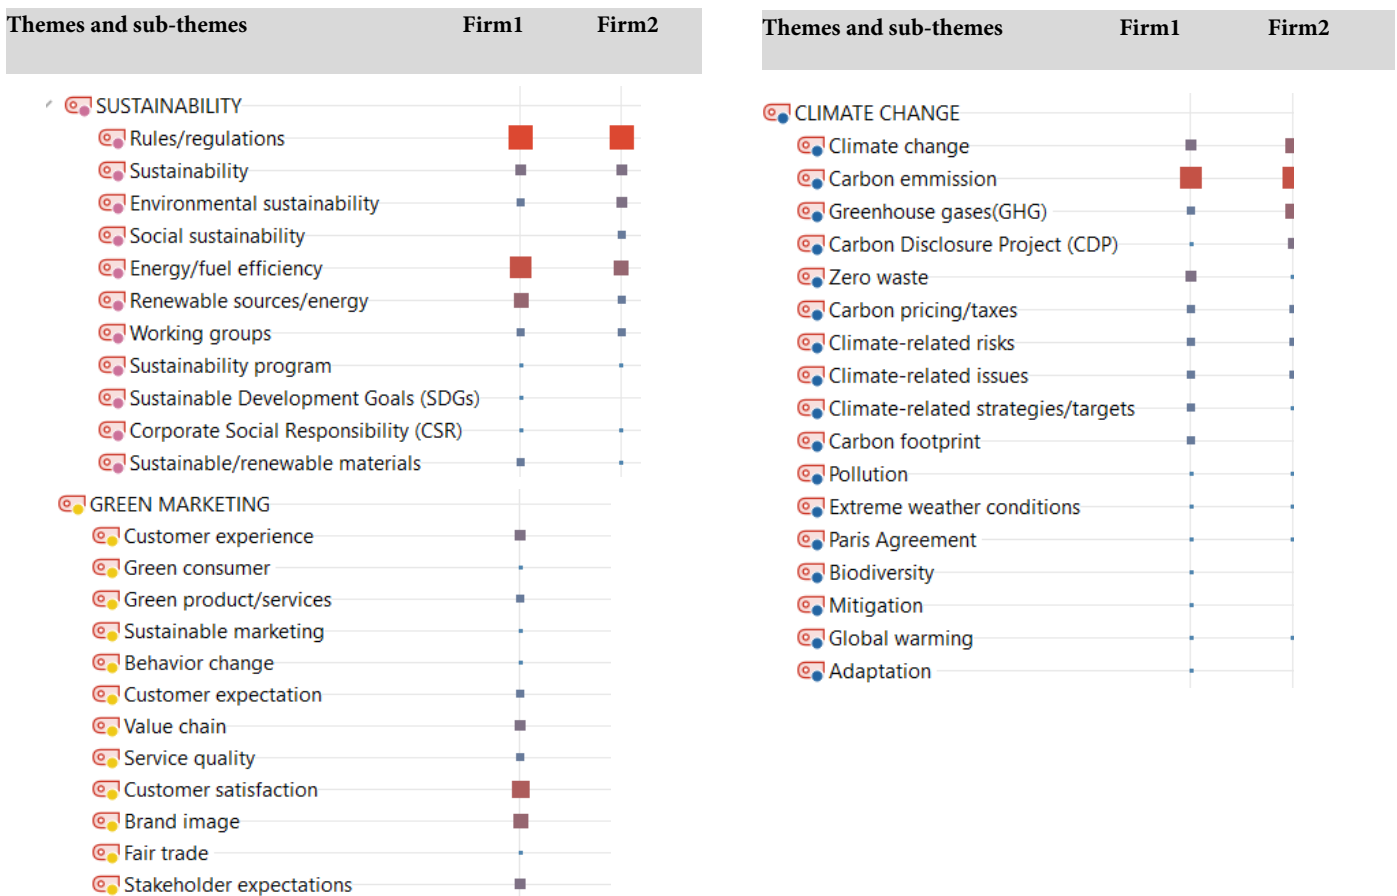 Themes and sub-themes Firm1 Firm2
SUSTAINABILITY
Rules/regulations
Sustainability
Environmental sustainability
Social sustainability
Energy/fuel efficiency
Renewable sources/energy
Working groups
Sustainability program
Sustainable Development Goals (SDGs)
Corporate Social Responsibility (CSR)
Sustainable/renewable materials
GREEN MARKETING
Customer experience
Green consumer
Green product/services
Sustainable marketing
Behavior change
Customer expectation
Value chain
Service quality
Customer satisfaction
Brand image
Fair trade
Stakeholder expectations
Themes and sub-themes Firm1 Firm2
CLIMATE CHANGE
Climate change
Carbon emmission
Greenhouse gases(GHG)
Carbon Disclosure Project (CDP)
Zero waste
Carbon pricing/taxes
Climate-related risks
Climate-related issues
Climate-related strategies/targets
Carbon footprint
Pollution
Extreme weather conditions
Paris Agreement
Biodiversity
Mitigation
Global warming
Adaptation